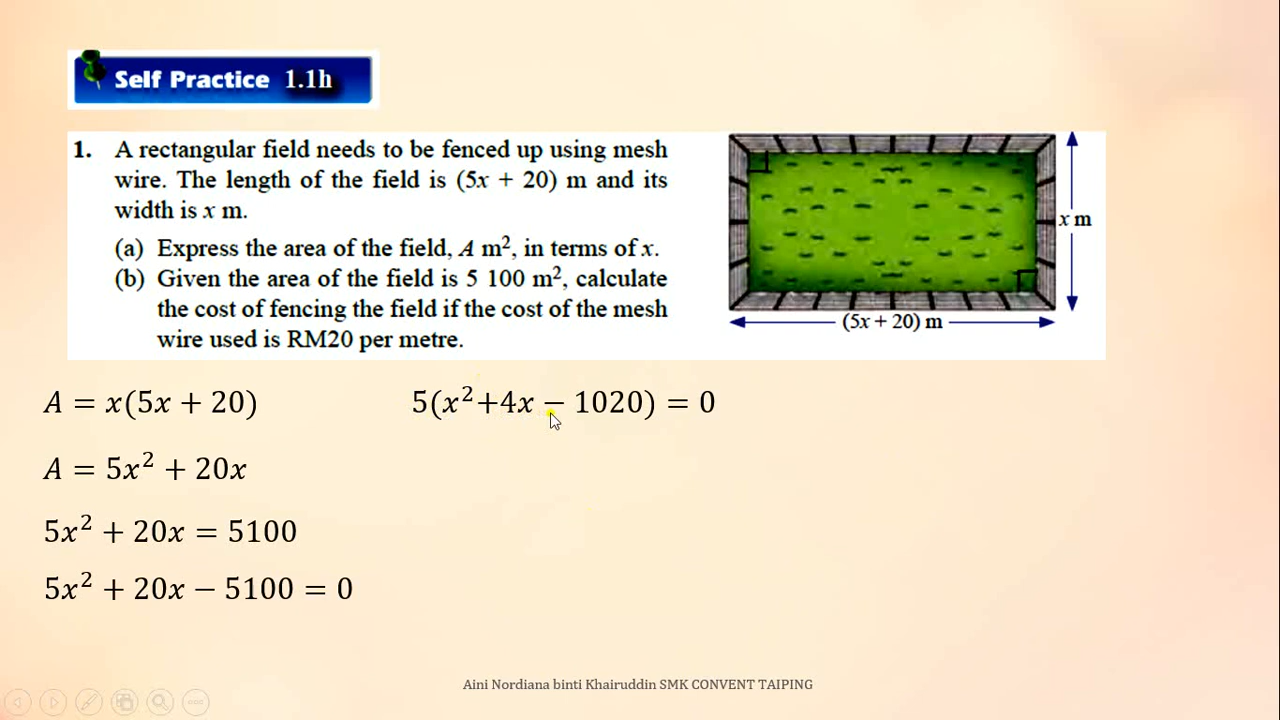 Self Practice 1.1h
1. A rectangular field needs to be fenced up using mesh
wire. The length of the field is (5x + 20) m and its
width is x m.
(a) Express the area of the field, A m², in terms of x.
(b) Given the area of the field is 5 100 m², calculate
the cost of fencing the field if the cost of the mesh
wire used is RM20 per metre.
x m
(5x + 20) m
A = x(5x + 20)
A = 5x² + 20x
5x² + 20x = 5100
5x² + 20x − 5100 = 0
5(x²+4x − 1020) = 0
Aini Nordiana binti Khairuddin SMK CONVENT TAIPING